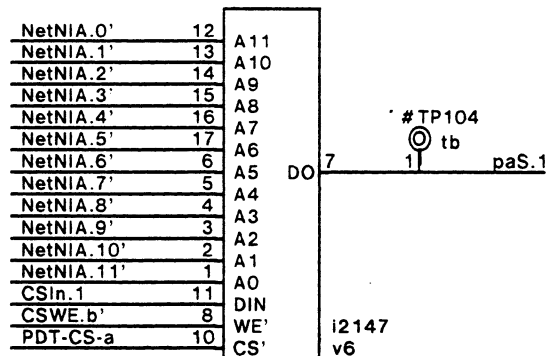 NetNIA.0' 12 A11
NetNIA.1' 13 A10
NetNIA.2' 14 A9
NetNIA.3' 15 A8
NetNIA.4' 16 A7
NetNIA.5' 17 A6
NetNIA.6' 6 A5
NetNIA.7' 5 A4
NetNIA.8' 4 A3
NetNIA.9' 3 A2
NetNIA.10' 2 A1
NetNIA.11' 1 A0
CSIn.1 11 DIN
CSWE.b' 8 WE'
PDT-CS-a 10 CS'
#TP104
tb
DO 7 1 paS.1
i2147
v6